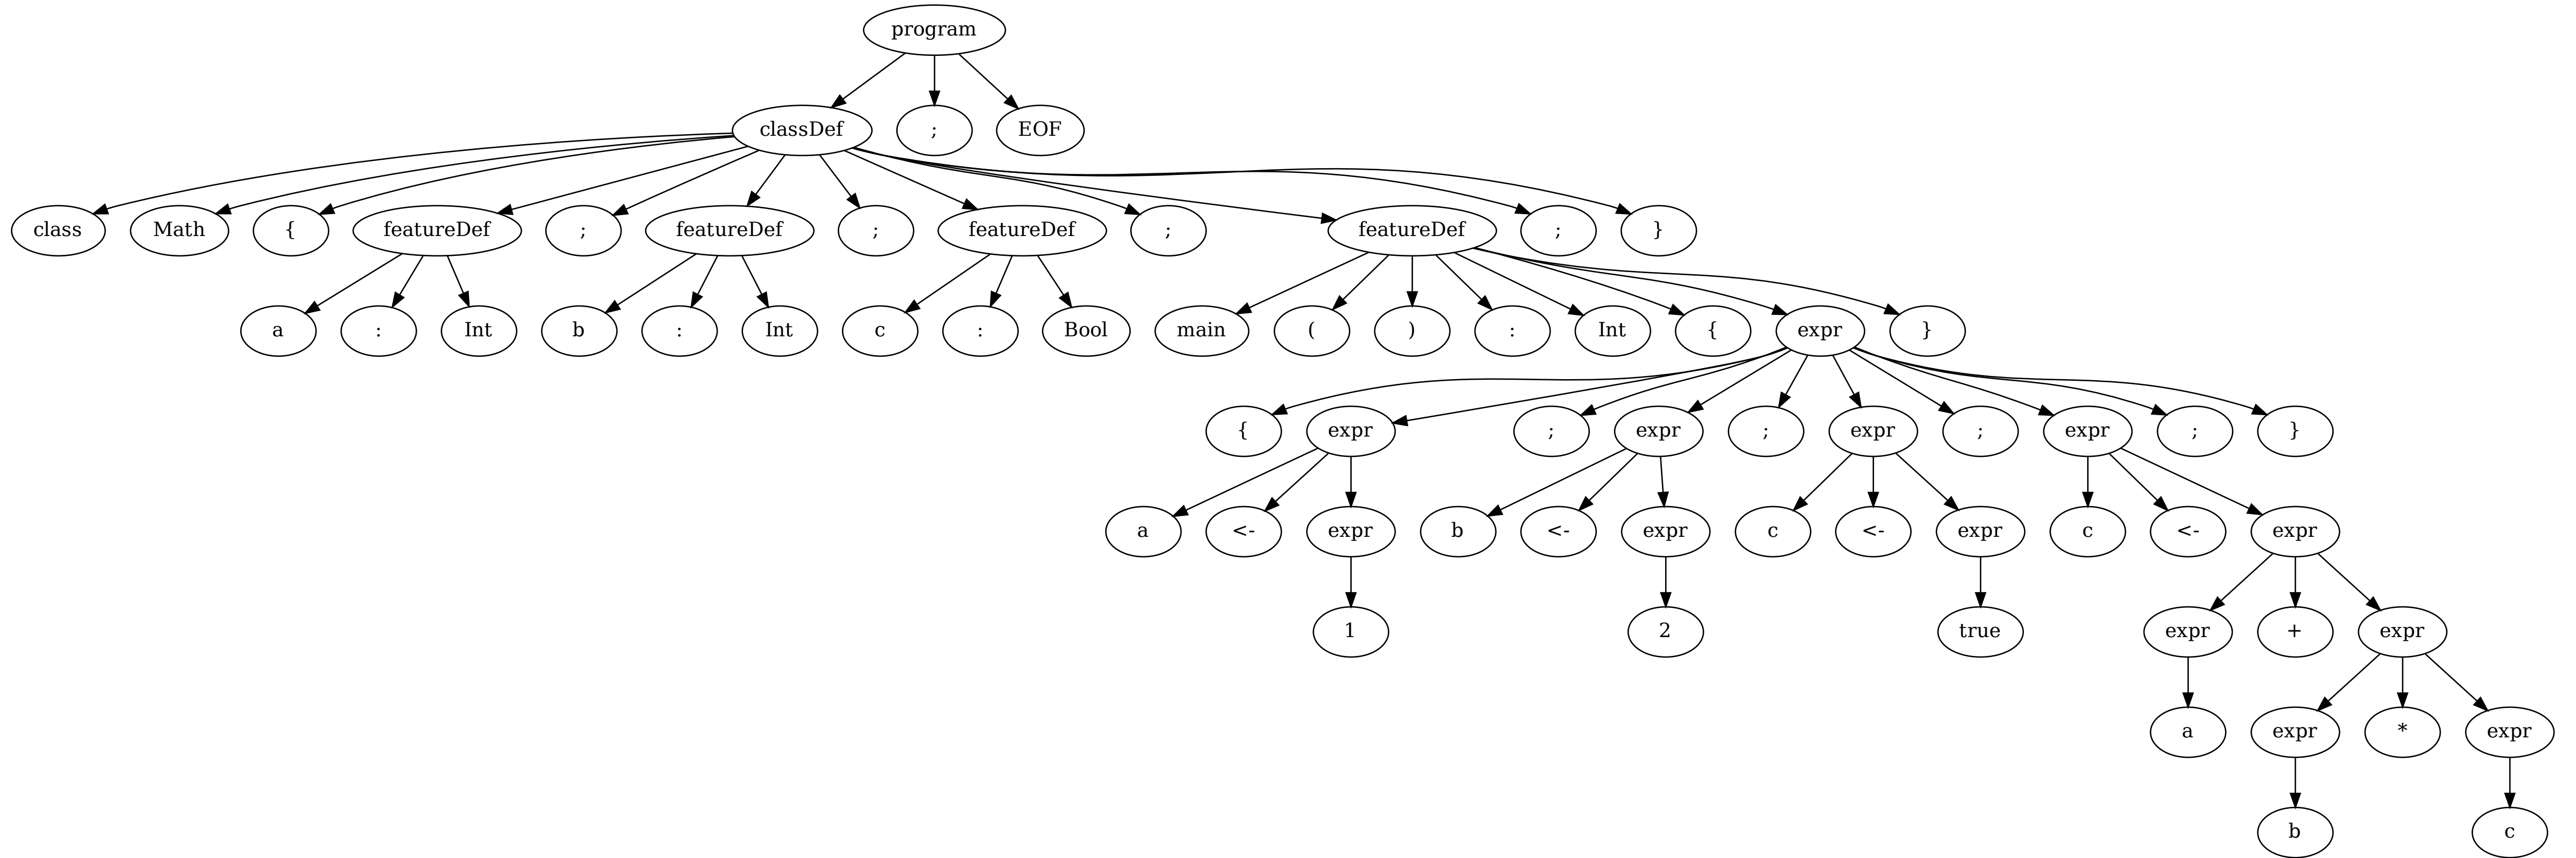 program
classDef ; EOF
class Math { featureDef ; featureDef ; featureDef ; featureDef ; }
a : Int b : Int c : Bool main ( ) : Int { expr }
{ expr ; expr ; expr ; expr ; }
a <- expr b <- expr c <- expr c <- expr
1 2 true expr + expr
a expr * expr
b c